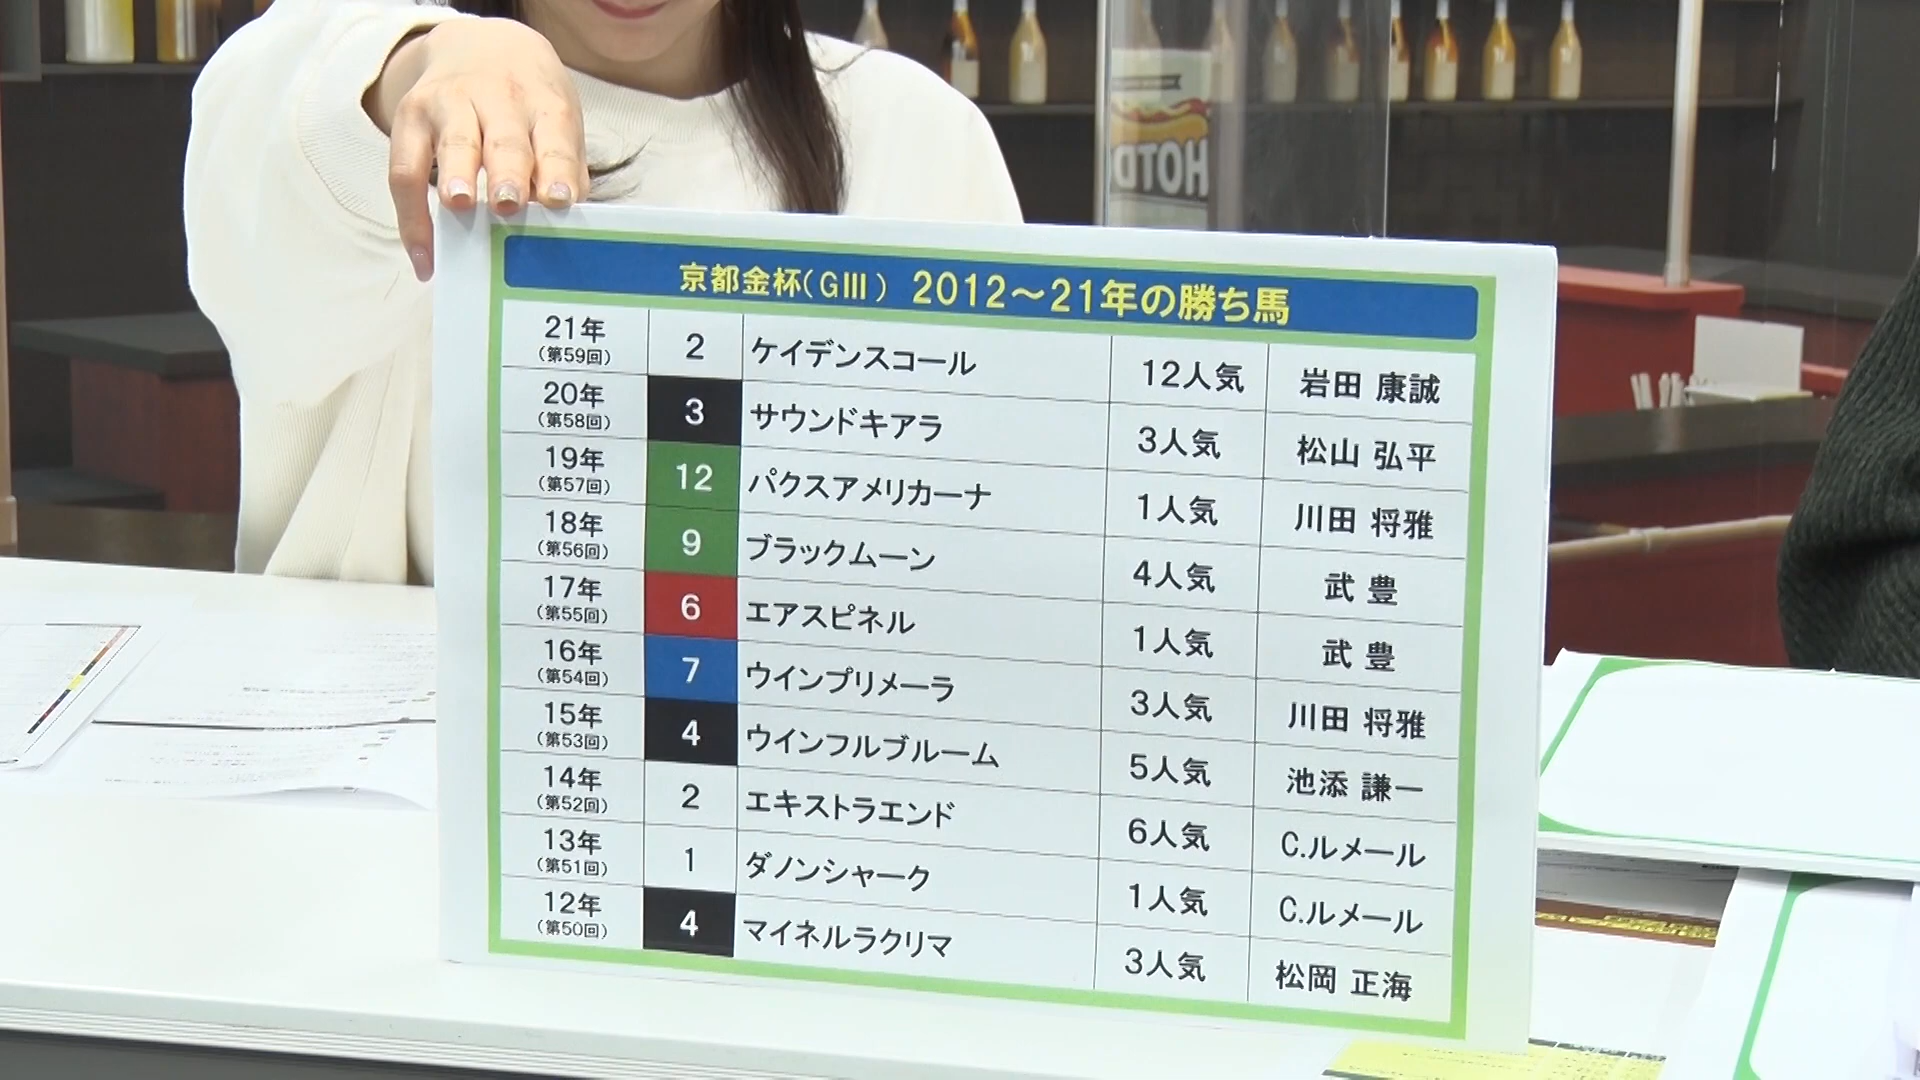 HOTD
京都金杯(GⅢ) 2012～21年の勝ち馬
21年 2 ケイデンスコール 12人気 岩田 康誠
(第59回)
20年 3 サウンドキアラ 3人気 松山 弘平
(第58回)
19年 12 パクスアメリカーナ 1人気 川田 将雅
(第57回)
18年 9 ブラックムーン 4人気 武 豊
(第56回)
17年 6 エアスピネル 1人気 武 豊
(第55回)
16年 7 ウインプリメーラ 3人気 川田 将雅
(第54回)
15年 4 ウインフルブルーム 5人気 池添 謙一
(第53回)
14年 2 エキストラエンド 6人気 C.ルメール
(第52回)
13年 1 ダノンシャーク 1人気 C.ルメール
(第51回)
12年 4 マイネルラクリマ 3人気 松岡 正海
(第50回)